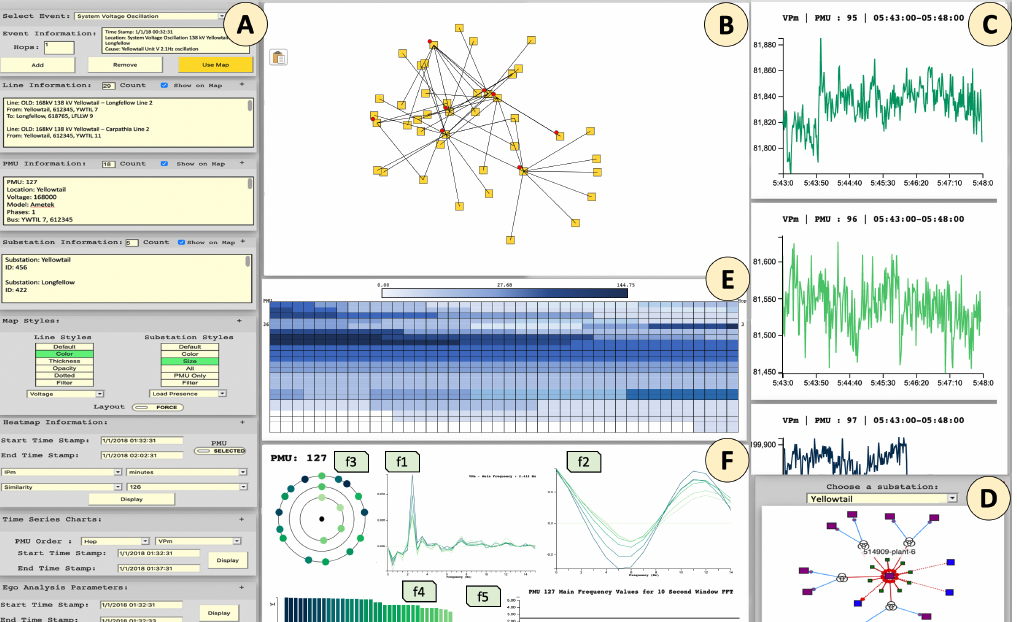 Select Event: System Voltage Oscillation
A
Event Information:
Time Stamp: 1/1/18 00:32:31
Location: System Voltage Oscillation 138 kV Yellowtail
Longfellow
Cause: Yellowtail Unit V 2.1Hz oscillation
Hops: 1
Add
Remove
Use Map
Line Information: 29 Count Show on Map +
Line: OLD: 168kV 138 kV Yellowtail – Longfellow Line 2
From: Yellowtail, 612345, YWTIL 7
To: Longfellow, 618765, LFLLW 9
Line: OLD: 168kV 138 kV Yellowtail – Carpathia Line 2
From: Yellowtail, 612345, YWTIL 11
PMU Information: 18 Count Show on Map +
PMU: 127
Location: Yellowtail
Voltage: 168000
Model: Ametek
Phases: 1
Bus: YWTIL 7, 612345
Substation Information: 6 Count Show on Map +
Substation: Yellowtail
ID: 456
Substation: Longfellow
ID: 422
Map Styles: +
Line Styles
Default
Color
Thickness
Opacity
Dotted
Filter
Voltage
Substation Styles
Default
Color
Size
All
PMU Only
Filter
Load Presence
Layout FORCE
Heatmap Information: +
Start Time Stamp: 1/1/2018 01:32:31
End Time Stamp: 1/1/2018 02:02:31
PMU
SELECTED
IPm
minutes
Similarity
126
Display
Time Series Charts: +
PMU Order : Hop VPm
Start Time Stamp: 1/1/2018 01:32:31
End Time Stamp: 1/1/2018 01:37:31
Display
Ego Analysis Parameters: +
Start Time Stamp: 1/1/2018 01:32:31
Display
B
E
0.00 27.68 144.75
PMU
Hop
F
PMU: 127
f3
f1
f2
f4
f5
Frequency (Hz)
Frequency (Hz)
PMU 127 Main Frequency Values for 10 Second Window FFT
C
VPm | PMU : 95 | 05:43:00-05:48:00
81,880
81,860
81,840
81,820
81,800
5:43:0 5:43:50 5:44:40 5:45:30 5:46:20 5:47:10 5:48:0
VPm | PMU : 96 | 05:43:00-05:48:00
81,600
81,550
81,500
81,450
5:43:0 5:43:50 5:44:40 5:45:30 5:46:20 5:47:10 5:48:0
VPm | PMU : 97 | 05:43:00-05:48:00
199,900
D
Choose a substation:
Yellowtail
514909-plant-6